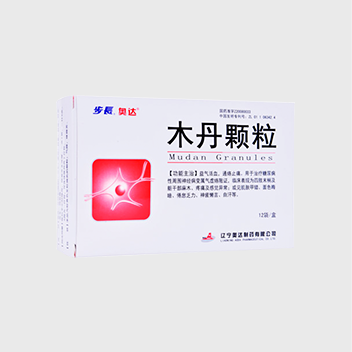 步长 奥达
木丹颗粒
Mudan Granules
【功能主治】益气活血，通络止痛。用于治疗糖尿病
性周围神经病变属气虚络阻证，临床表现为四肢末梢及
躯干部麻木、疼痛及感觉异常；或见肌肤甲错、面色晦
暗、倦怠乏力、神疲懒言、自汗等。
12袋/盒
辽宁奥达制药有限公司